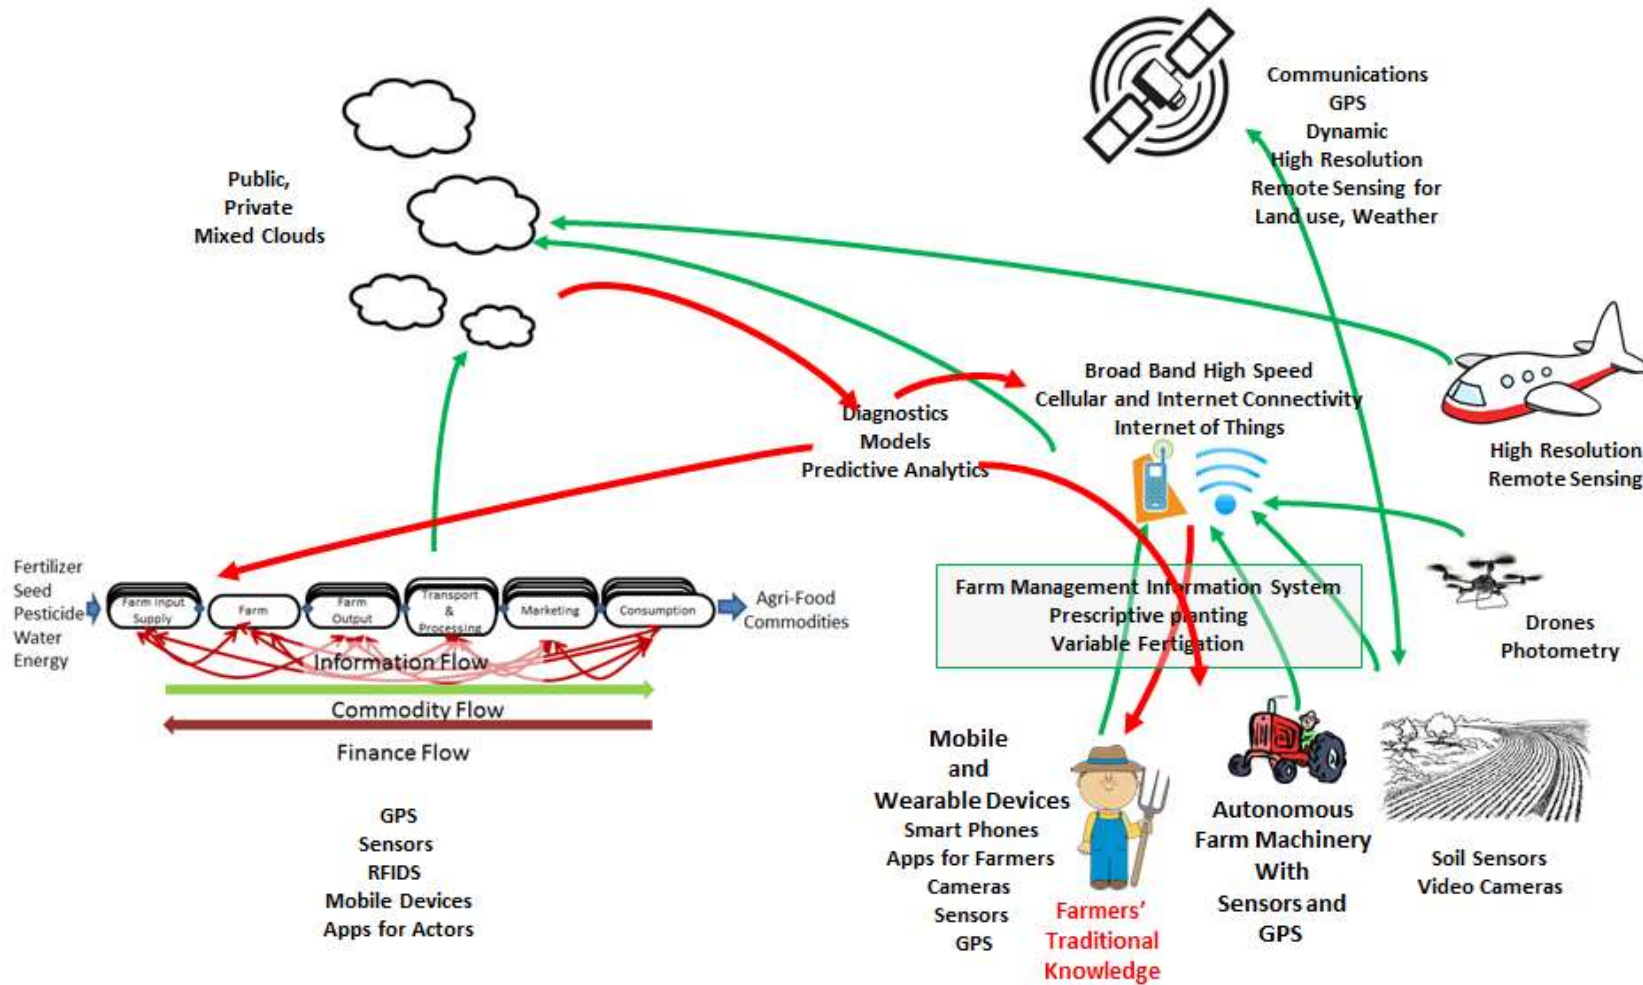 Communications
GPS
Dynamic
High Resolution
Remote Sensing for
Land use, Weather
Public,
Private
Mixed Clouds
Broad Band High Speed
Cellular and Internet Connectivity
Internet of Things
Diagnostics
Models
Predictive Analytics
High Resolution
Remote Sensing
Fertilizer
Seed
Pesticide
Water
Energy
Farm Input
Supply
Farm
Farm
Output
Transport
&
Processing
Marketing
Consumption
Agri-Food
Commodities
Information Flow
Commodity Flow
Finance Flow
Farm Management Information System
Prescriptive planting
Variable Fertigation
Drones
Photometry
GPS
Sensors
RFIDS
Mobile Devices
Apps for Actors
Mobile
and
Wearable Devices
Smart Phones
Apps for Farmers
Cameras
Sensors
GPS
Farmers'
Traditional
Knowledge
Autonomous
Farm Machinery
With
Sensors and
GPS
Soil Sensors
Video Cameras